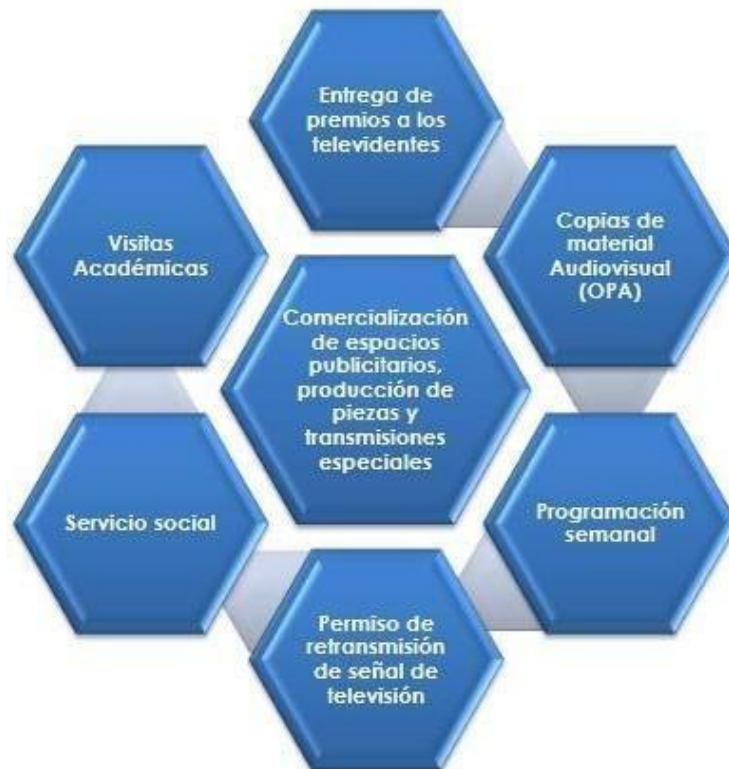 Entrega de
premios a los
televidentes
Copias de
material
Audiovisual
(OPA)
Visitas
Académicas
Comercialización
de espacios
publicitarios,
producción de
piezas y
transmisiones
especiales
Programación
semanal
Servicio social
Permiso de
retransmisión
de señal de
televisión